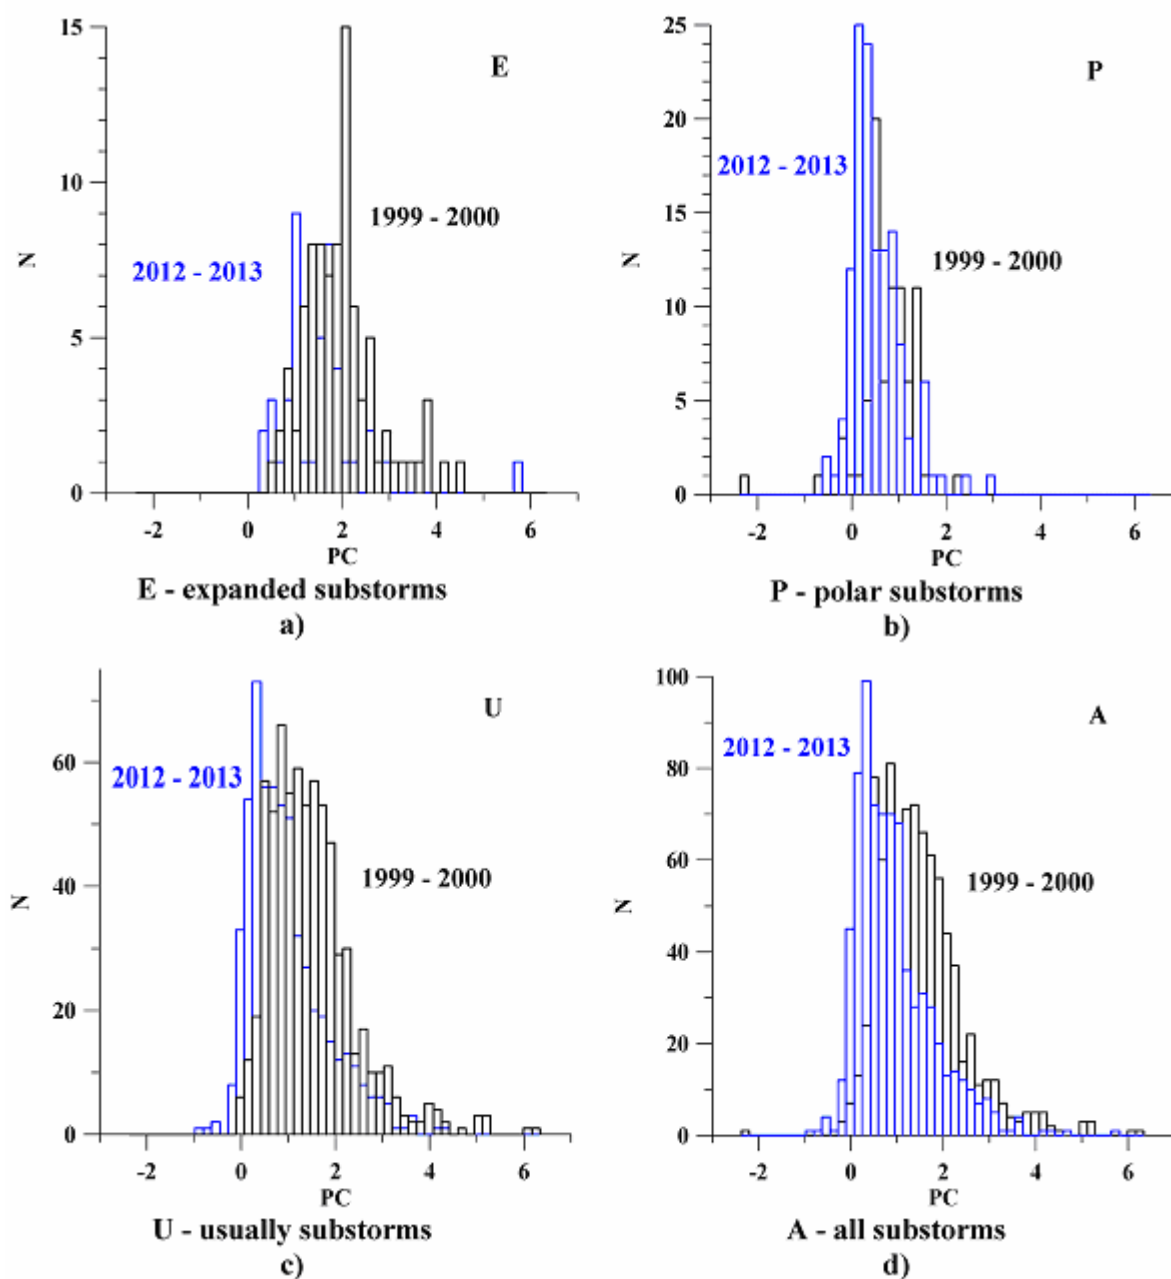 15
10
5
0
N
E
1999 - 2000
2012 - 2013
-2 0 2 4 6
PC
E - expanded substorms
a)
25
20
15
10
5
0
N
P
2012 - 2013
1999 - 2000
-2 0 2 4 6
PC
P - polar substorms
b)
60
40
20
0
N
U
2012 - 2013
1999 - 2000
-2 0 2 4 6
PC
U - usually substorms
c)
100
80
60
40
20
0
N
A
2012 - 2013
1999 - 2000
-2 0 2 4 6
PC
A - all substorms
d)